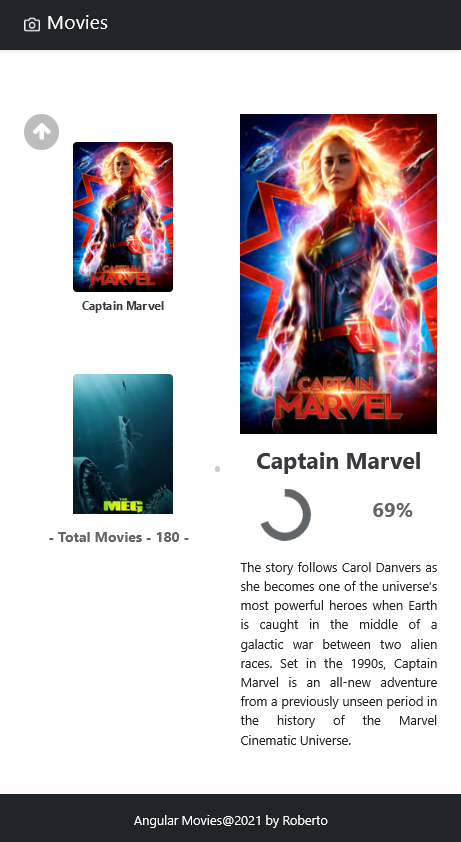 Movies
CAPTAIN
MARVEL
Captain Marvel
THE
MEG
- Total Movies - 180 -
CAPTAIN
MARVEL
Captain Marvel
69%
The story follows Carol Danvers as
she becomes one of the universe’s
most powerful heroes when Earth
is caught in the middle of a
galactic war between two alien
races. Set in the 1990s, Captain
Marvel is an all-new adventure
from a previously unseen period in
the history of the Marvel
Cinematic Universe.
Angular Movies@2021 by Roberto